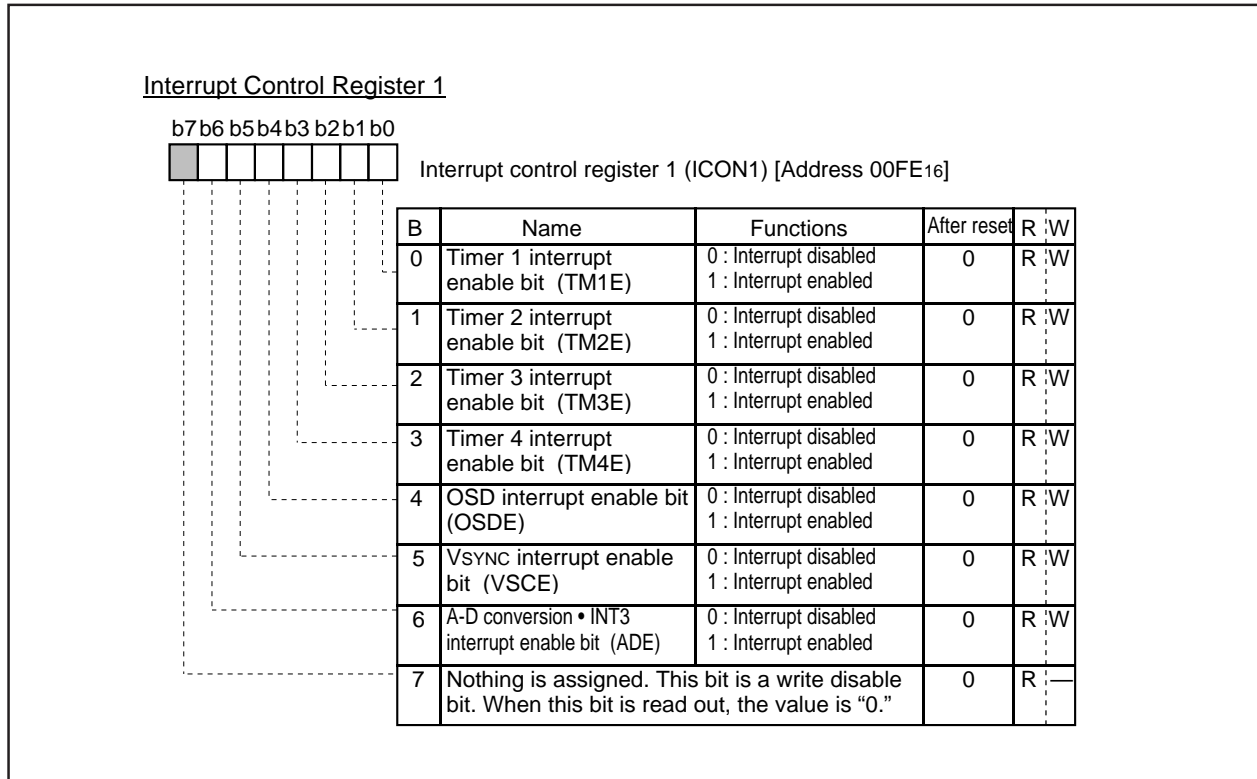 Interrupt Control Register 1
b7 b6 b5 b4 b3 b2 b1 b0
Interrupt control register 1 (ICON1) [Address 00FE16]
B Name Functions After reset R W
0 Timer 1 interrupt enable bit (TM1E) 0 : Interrupt disabled 1 : Interrupt enabled 0 R W
1 Timer 2 interrupt enable bit (TM2E) 0 : Interrupt disabled 1 : Interrupt enabled 0 R W
2 Timer 3 interrupt enable bit (TM3E) 0 : Interrupt disabled 1 : Interrupt enabled 0 R W
3 Timer 4 interrupt enable bit (TM4E) 0 : Interrupt disabled 1 : Interrupt enabled 0 R W
4 OSD interrupt enable bit (OSDE) 0 : Interrupt disabled 1 : Interrupt enabled 0 R W
5 VSYNC interrupt enable bit (VSCE) 0 : Interrupt disabled 1 : Interrupt enabled 0 R W
6 A-D conversion • INT3 interrupt enable bit (ADE) 0 : Interrupt disabled 1 : Interrupt enabled 0 R W
7 Nothing is assigned. This bit is a write disable bit. When this bit is read out, the value is “0.” 0 R —